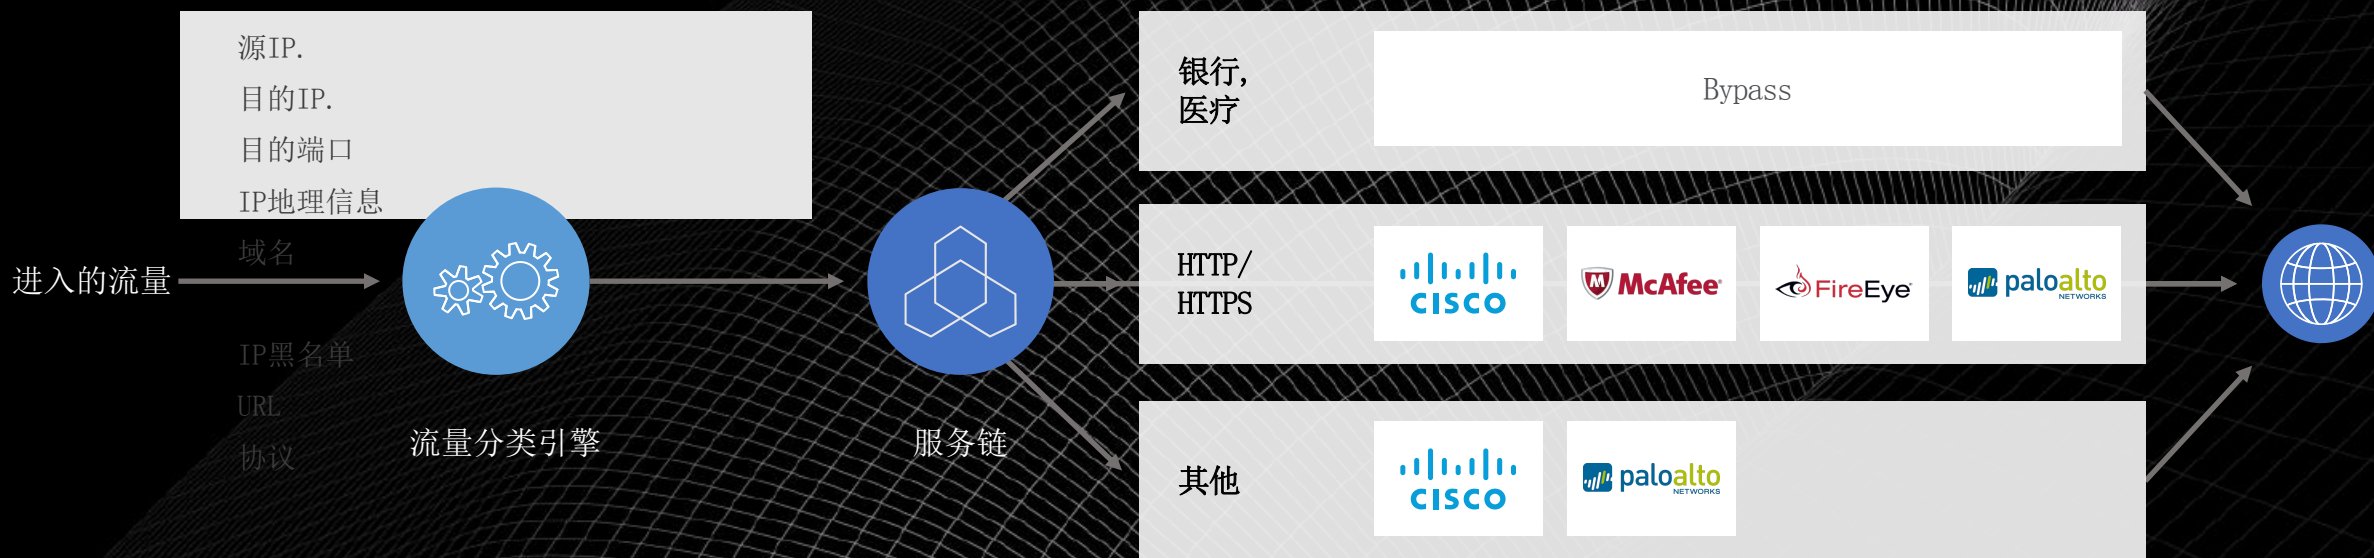 源IP.
目的IP.
目的端口
IP地理信息
域名
IP黑名单
URL
协议
进入的流量
流量分类引擎
服务链
银行,
医疗
Bypass
HTTP/
HTTPS
CISCO
McAfee
FireEye
paloalto
NETWORKS
其他
CISCO
paloalto
NETWORKS